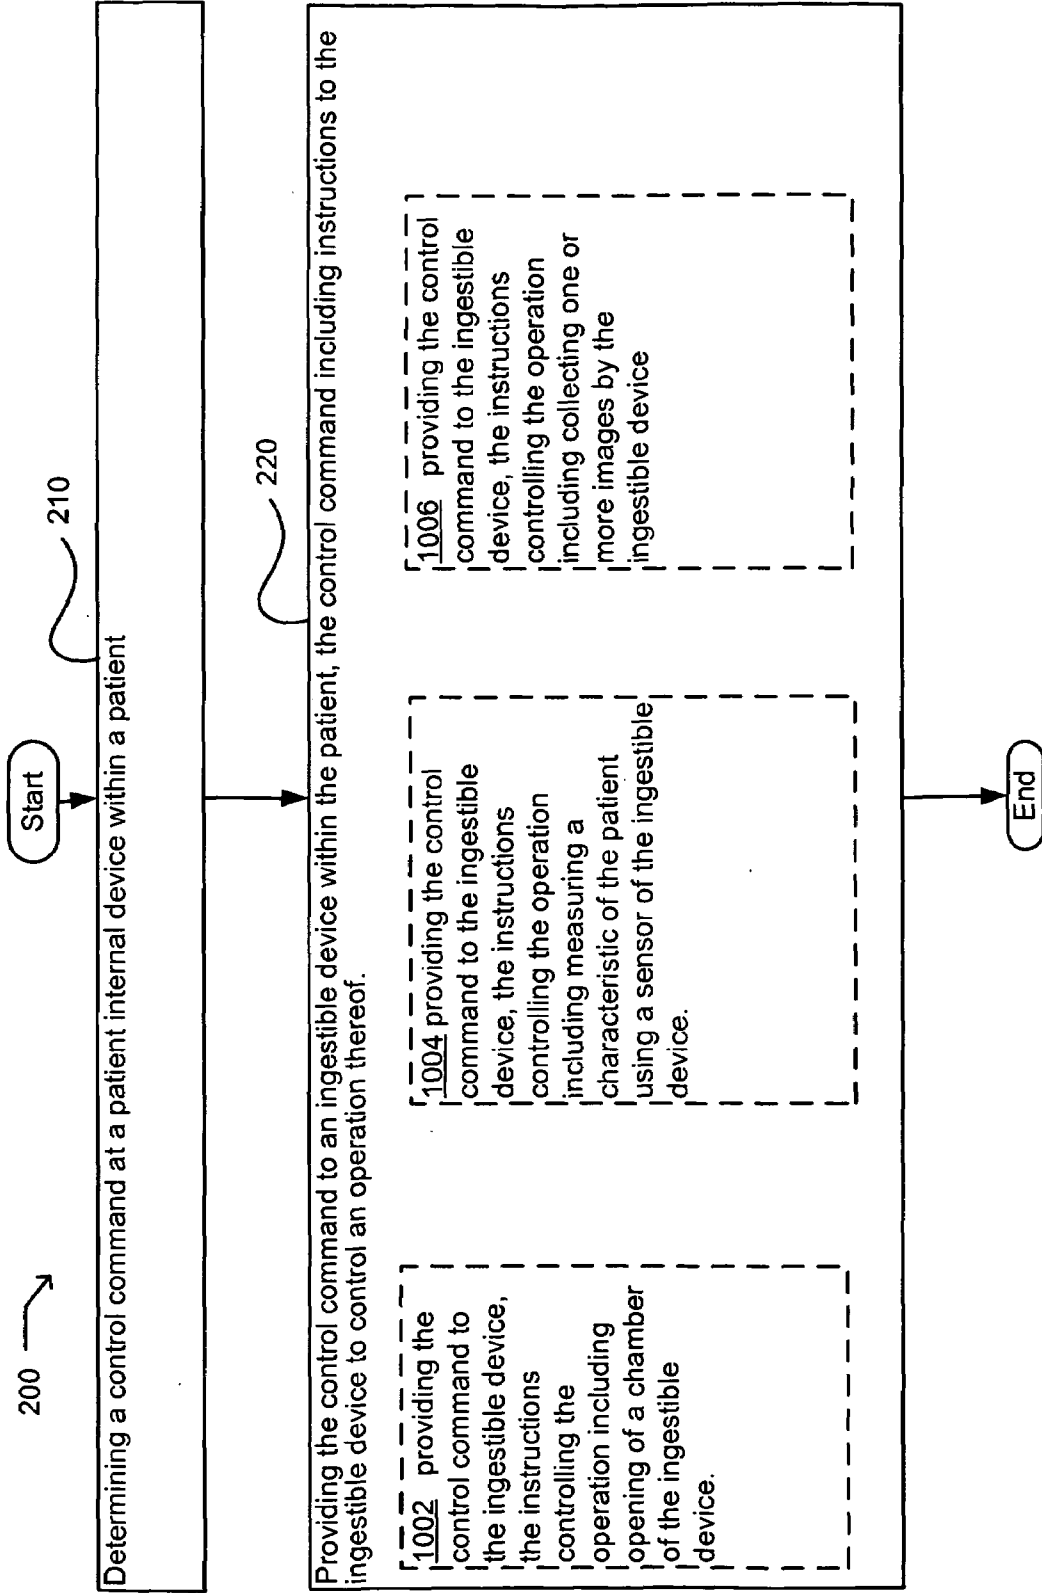 200
Start
210
Determining a control command at a patient internal device within a patient
220
Providing the control command to an ingestible device within the patient, the control command including instructions to the
ingestible device to control an operation thereof.
1002 providing the
control command to
the ingestible device,
the instructions
controlling the
operation including
opening of a chamber
of the ingestible
device.
1004 providing the control
command to the ingestible
device, the instructions
controlling the operation
including measuring a
characteristic of the patient
using a sensor of the ingestible
device.
1006 providing the control
command to the ingestible
device, the instructions
controlling the operation
including collecting one or
more images by the
ingestible device
End